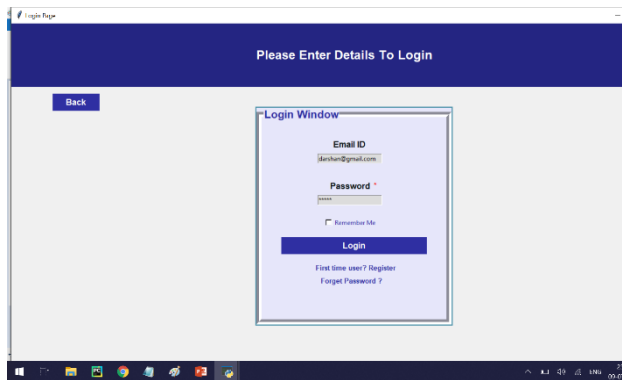 Login Page
Please Enter Details To Login
Back
Login Window
Email ID
darshan@gmail.com
Password *
*****
Remember Me
Login
First time user? Register
Forget Password ?
ENG